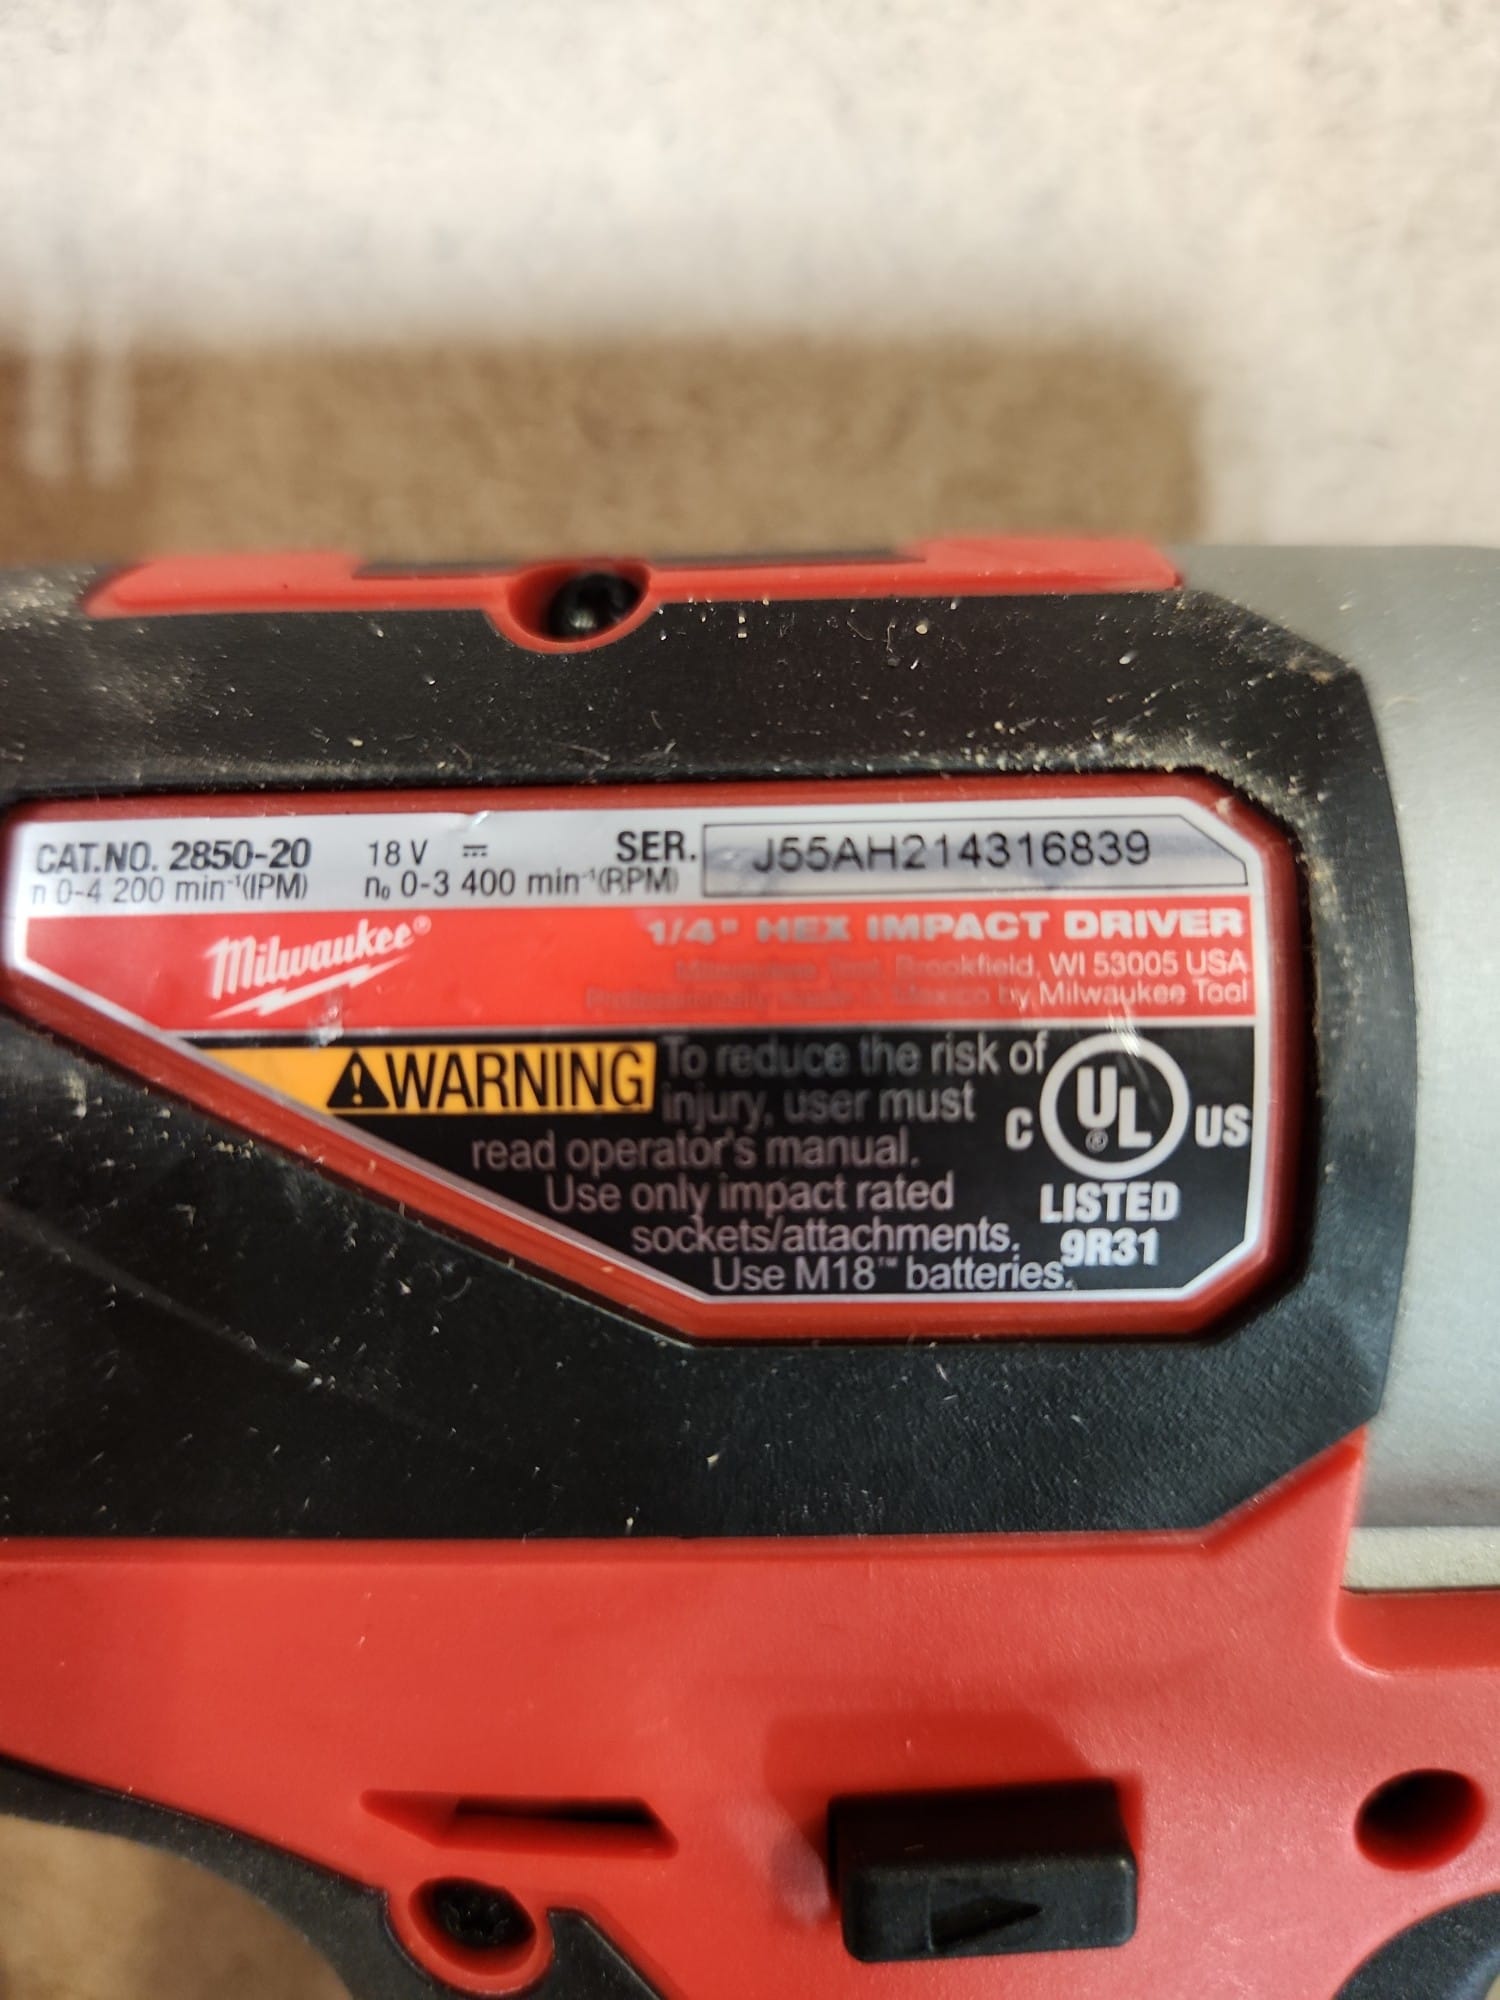 CAT.NO. 2850-20 18 V ⎓ SER. J55AH214316839
n 0-4 200 min⁻¹(IPM) n₀ 0-3 400 min⁻¹(RPM)
Milwaukee®
1/4" HEX IMPACT DRIVER
Milwaukee Tool, Brookfield, WI 53005 USA
Mexico by Milwaukee Tool
⚠WARNING To reduce the risk of
injury, user must
read operator's manual.
Use only impact rated
sockets/attachments.
Use M18™ batteries.
C UL® US
LISTED
9R31